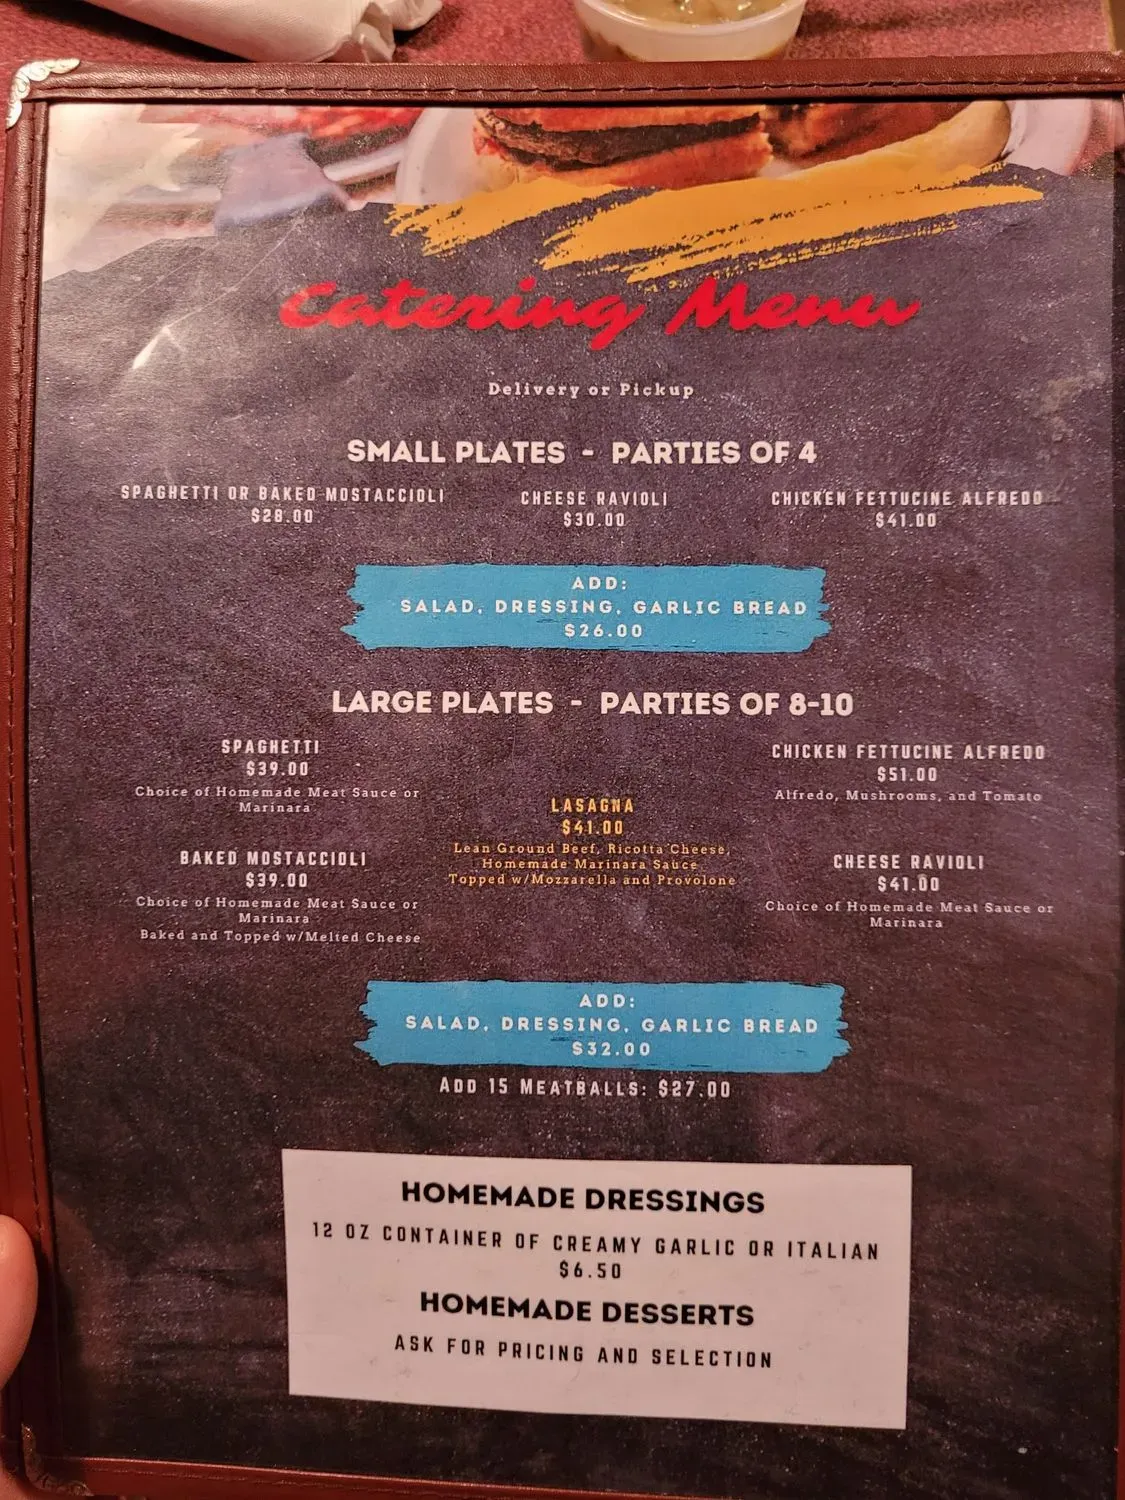 Catering Menu
Delivery or Pickup
SMALL PLATES - PARTIES OF 4
SPAGHETTI OR BAKED MOSTACCIOLI
$28.00
CHEESE RAVIOLI
$30.00
CHICKEN FETTUCINE ALFREDO
$41.00
ADD:
SALAD, DRESSING, GARLIC BREAD
$26.00
LARGE PLATES - PARTIES OF 8-10
SPAGHETTI
$39.00
Choice of Homemade Meat Sauce or
Marinara
BAKED MOSTACCIOLI
$39.00
Choice of Homemade Meat Sauce or
Marinara
Baked and Topped w/Melted Cheese
LASAGNA
$41.00
Lean Ground Beef, Ricotta Cheese,
Homemade Marinara Sauce
Topped w/Mozzarella and Provolone
CHICKEN FETTUCINE ALFREDO
$51.00
Alfredo, Mushrooms, and Tomato
CHEESE RAVIOLI
$41.00
Choice of Homemade Meat Sauce or
Marinara
ADD:
SALAD, DRESSING, GARLIC BREAD
$32.00
ADD 15 MEATBALLS: $27.00
HOMEMADE DRESSINGS
12 OZ CONTAINER OF CREAMY GARLIC OR ITALIAN
$6.50
HOMEMADE DESSERTS
ASK FOR PRICING AND SELECTION